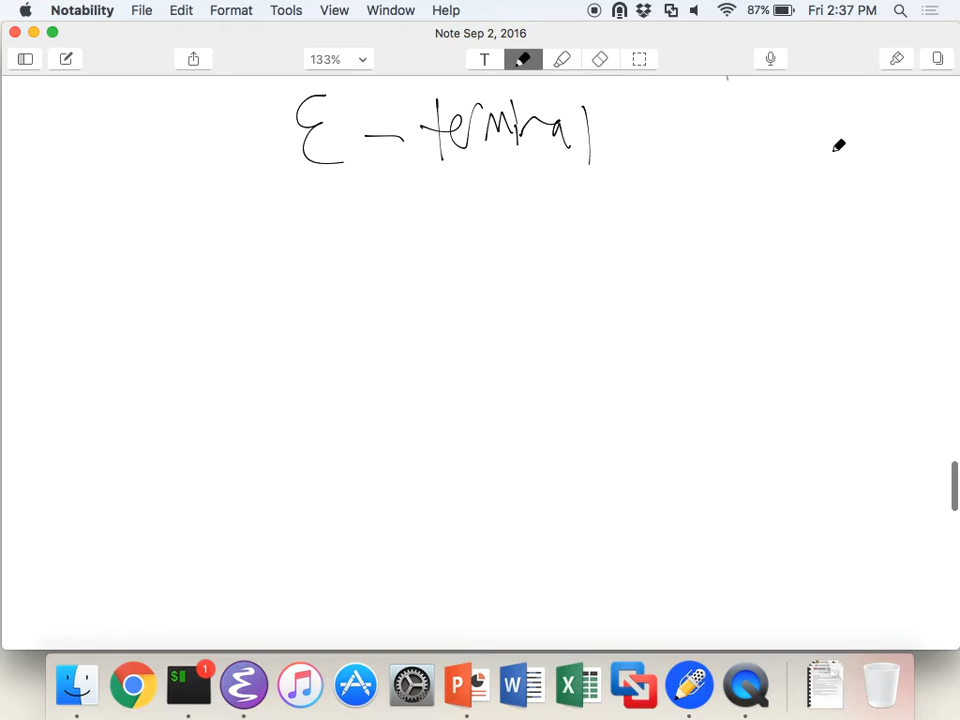 Notability File Edit Format Tools View Window Help 87% Fri 2:37 PM
Note Sep 2, 2016
133% T
ε - terminal
$ 1
P W X